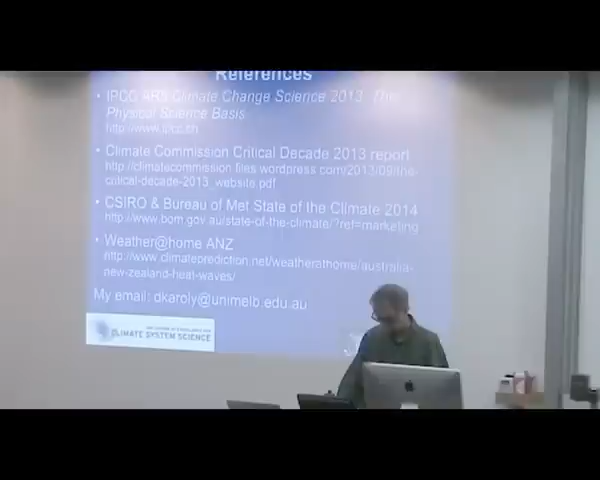 References
• IPCC AR5 Climate Change Science 2013 The
Physical Science Basis
http://www.ipcc.ch
• Climate Commission Critical Decade 2013 report
http://climatecommission.files.wordpress.com/2013/09/the-
critical-decade-2013_website.pdf
• CSIRO & Bureau of Met State of the Climate 2014
http://www.bom.gov.au/state-of-the-climate/?ref=marketing
• Weather@home ANZ
http://www.climateprediction.net/weatherathome/australia-
new-zealand-heat-waves/
My email: dkaroly@unimelb.edu.au
CLIMATE SYSTEM SCIENCE